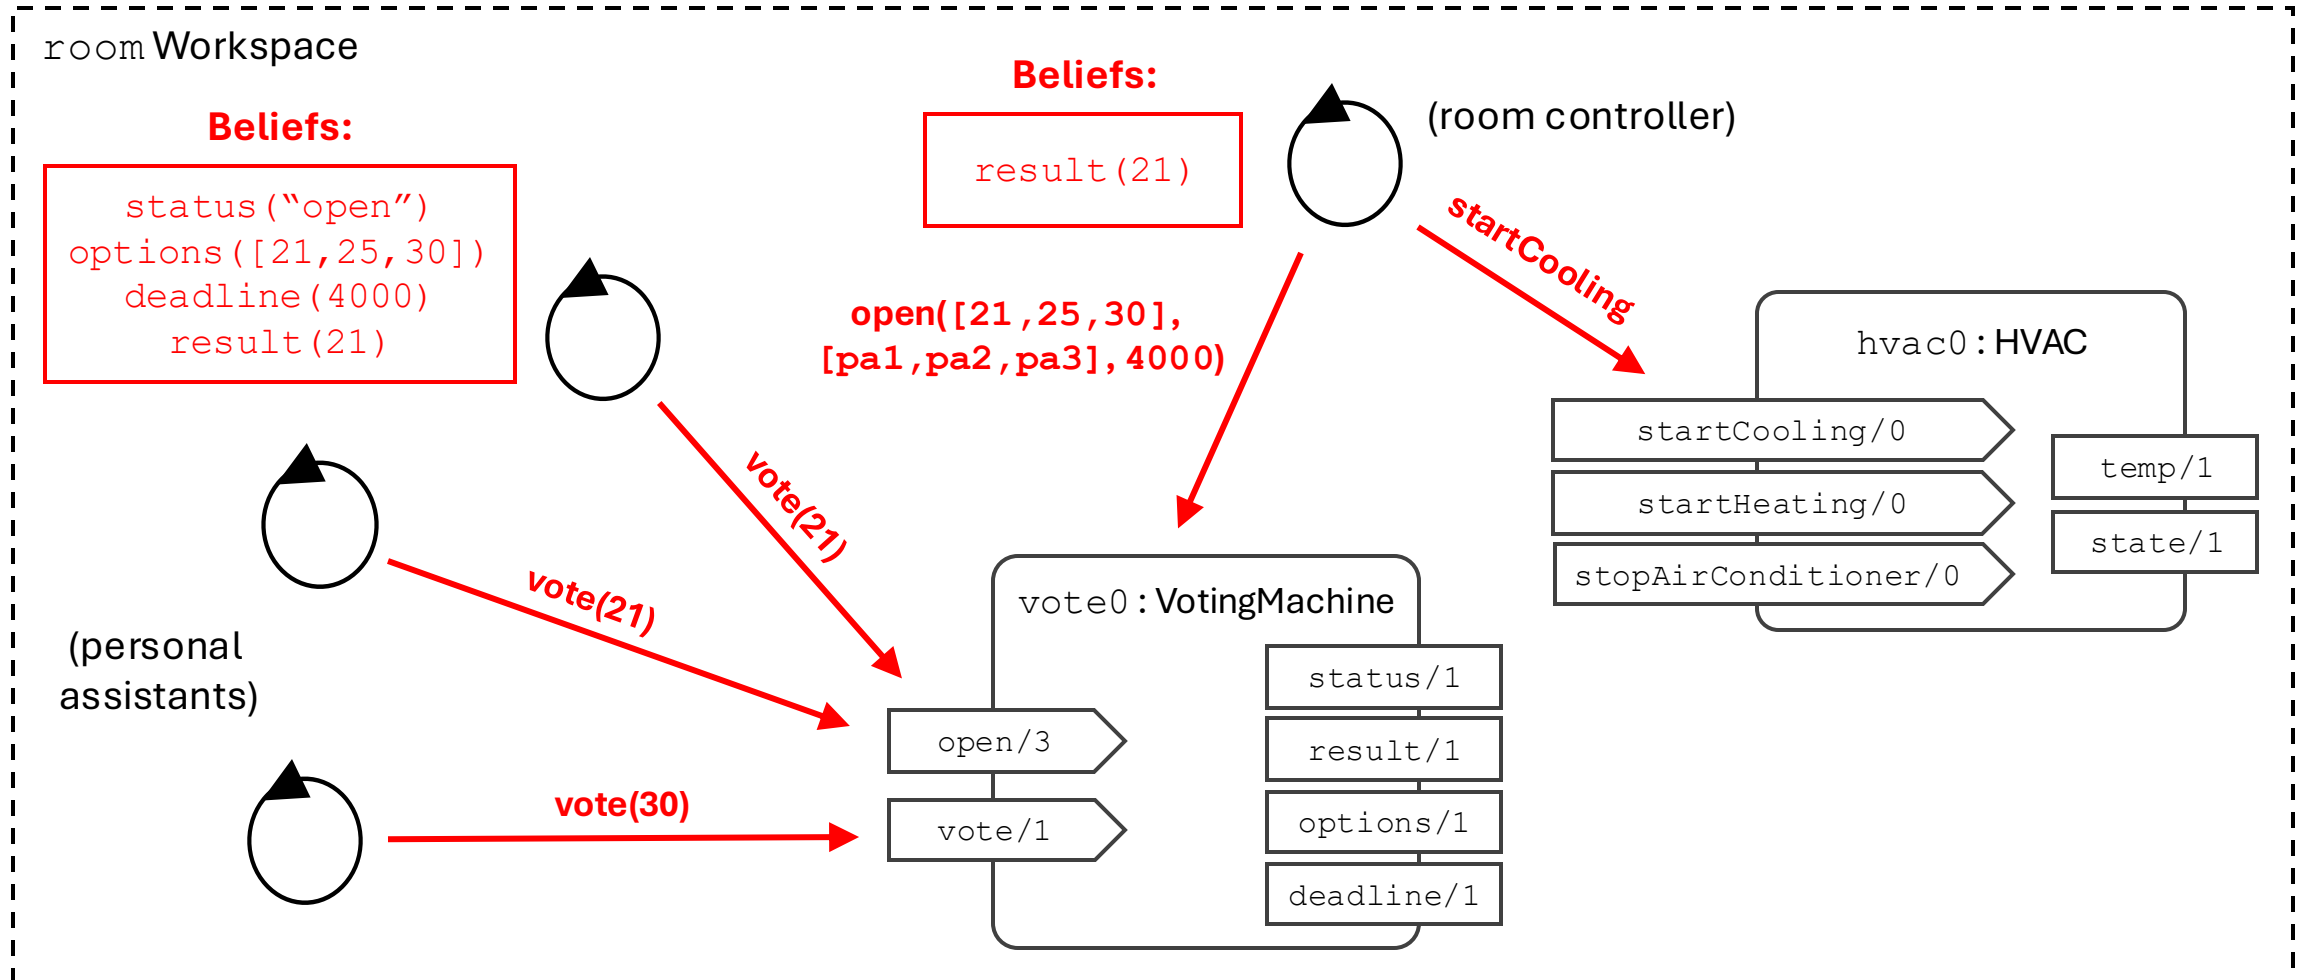 room Workspace
Beliefs:
status(“open”)
options([21,25,30])
deadline(4000)
result(21)
Beliefs:
result(21)
(room controller)
startCooling
open([21,25,30],
[pa1,pa2,pa3],4000)
hvac0 : HVAC
startCooling/0
startHeating/0
stopAirConditioner/0
temp/1
state/1
vote(21)
vote(21)
(personal
assistants)
vote(30)
vote0 : VotingMachine
open/3
vote/1
status/1
result/1
options/1
deadline/1